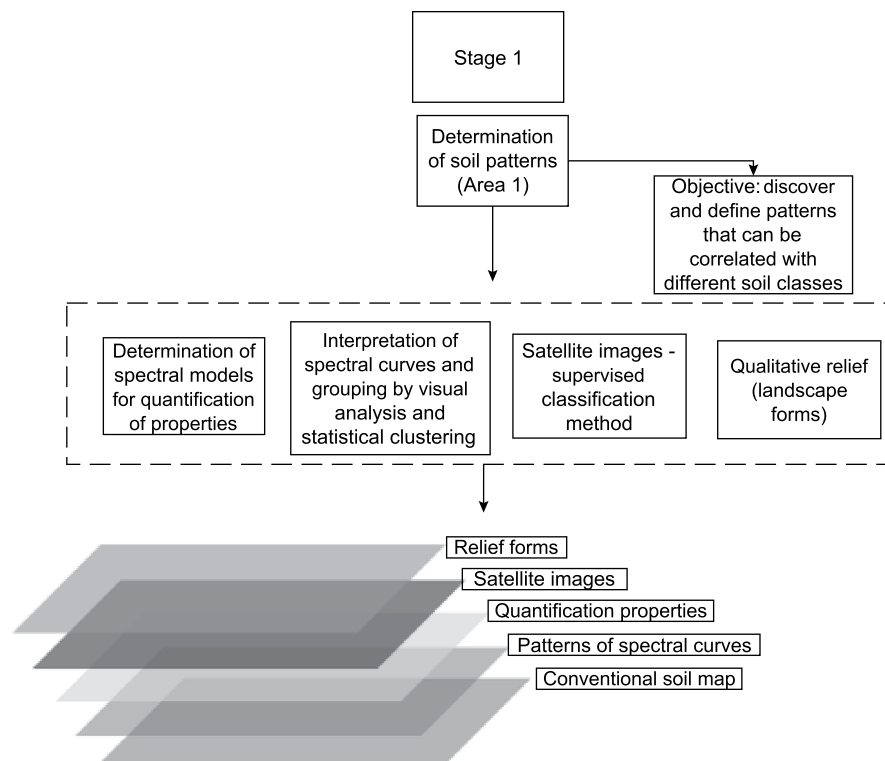 Stage 1
Determination
of soil patterns
(Area 1)
Objective: discover
and define patterns
that can be
correlated with
different soil classes
Determination of
spectral models
for quantification
of properties
Interpretation of
spectral curves and
grouping by visual
analysis and
statistical clustering
Satellite images -
supervised
classification
method
Qualitative relief
(landscape
forms)
Relief forms
Satellite images
Quantification properties
Patterns of spectral curves
Conventional soil map